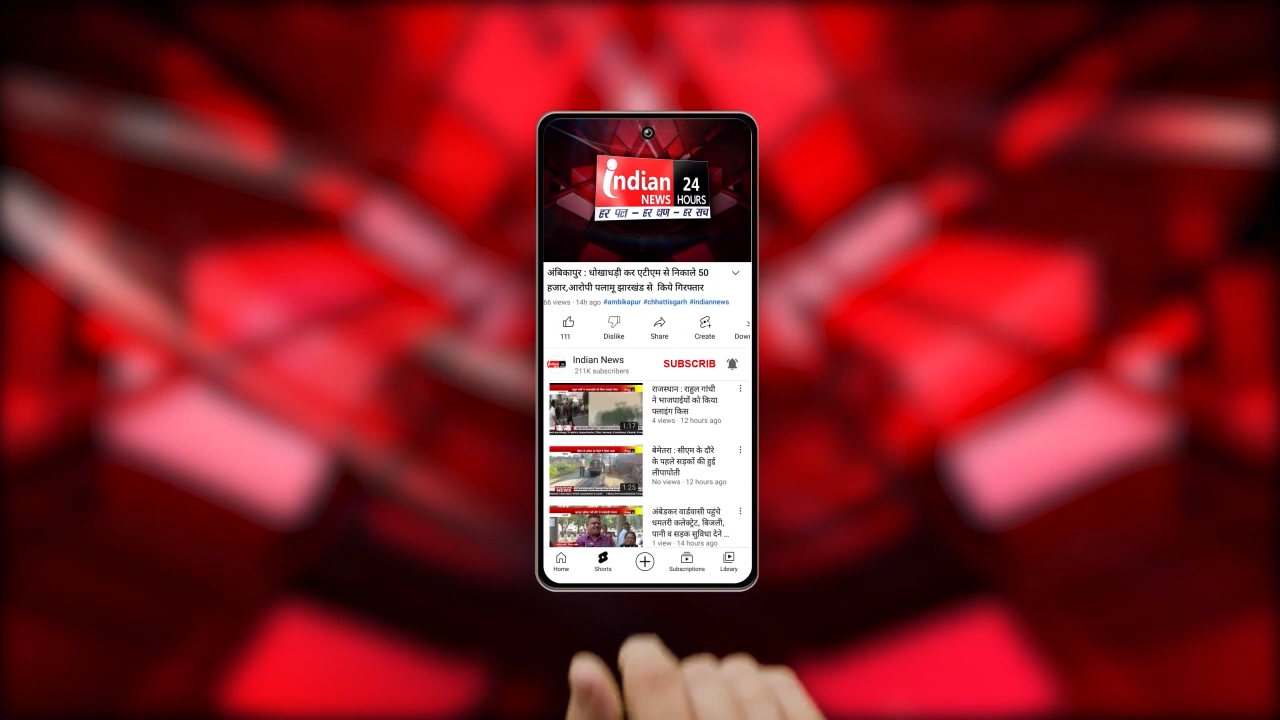 indian
NEWS
24
HOURS
हर पल – हर क्षण – हर सच
अंबिकापुर : धोखाधड़ी कर एटीएम से निकाले 50
हजार,आरोपी पलामू झारखंड से किये गिरफ्तार
66 views · 14h ago #ambikapur #chhattisgarh #indiannews
111 Dislike Share Create Down
Indian News
211K subscribers
SUBSCRIB
राजस्थान : राहुल गांधी
ने भाजपाईयों को किया
फ्लाइंग किस
4 views · 12 hours ago
1:17
बेमेतरा : सीएम के दौरे
के पहले सड़कों की हुई
लीपापोती
No views · 12 hours ago
1:25
अंबेडकर वार्डवासी पहुंचे
धमतरी कलेक्ट्रेट, बिजली,
पानी व सड़क सुविधा देने ...
1 view · 14 hours ago
Home Shorts Subscriptions Library